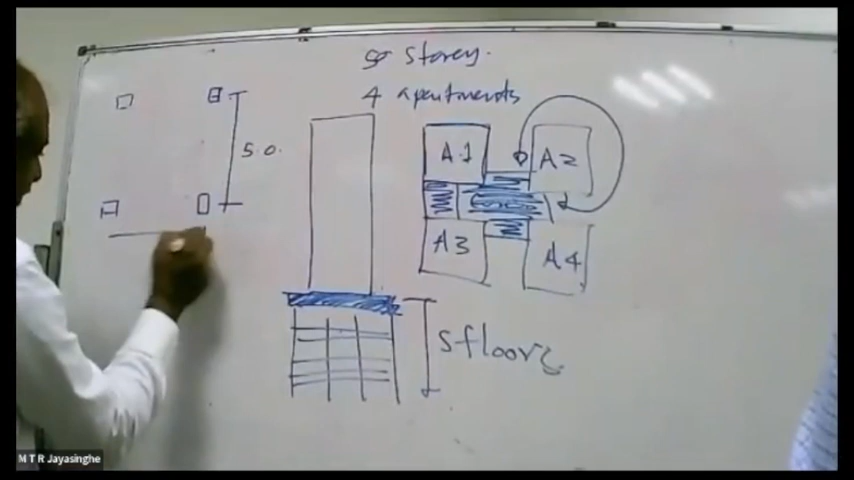 50 Storey.
4 apartments
5.0.
A1
A2
A3
A4
5 floors
M T R Jayasinghe